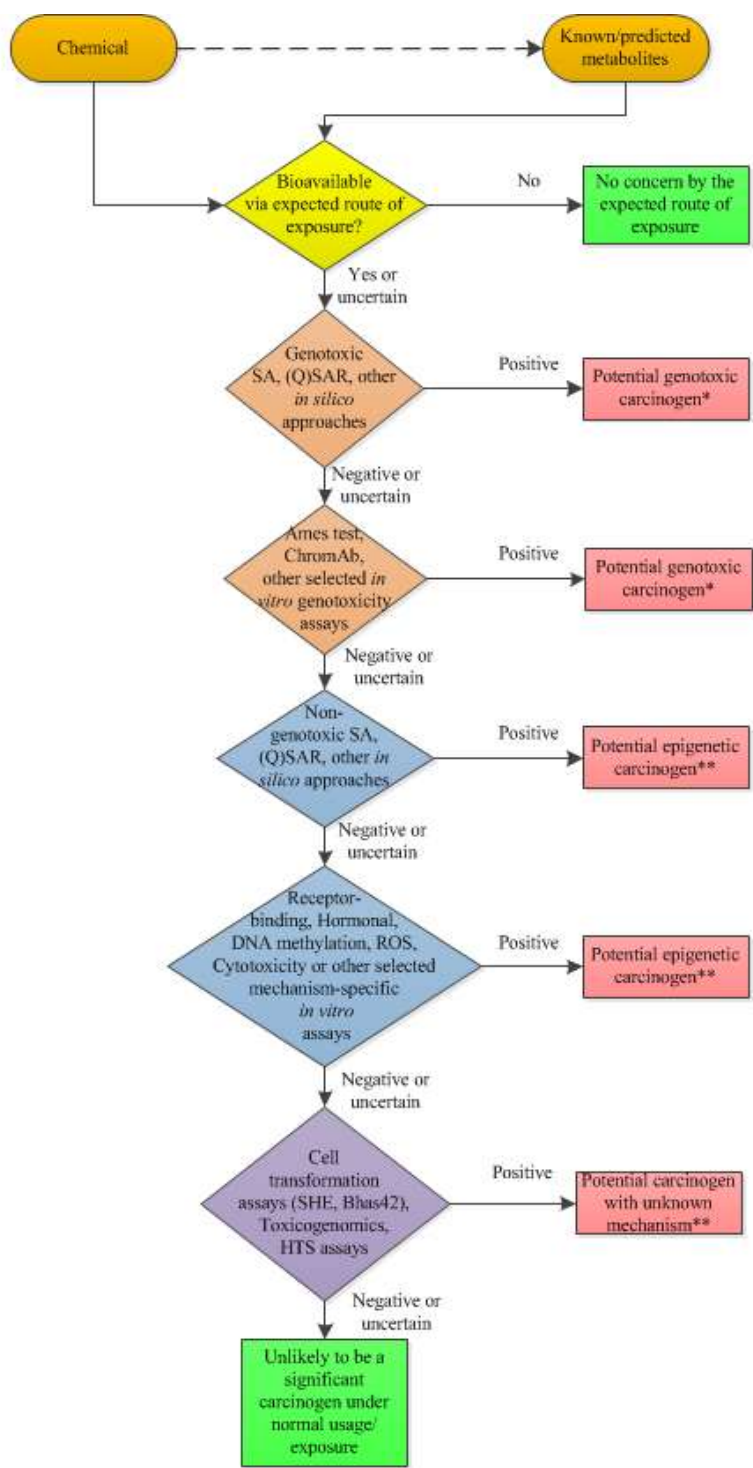 Chemical
Known/predicted
metabolites
Bioavailable
via expected route of
exposure?
No
No concern by the
expected route of
exposure
Yes or
uncertain
Genotoxic
SA, (Q)SAR, other
in silico
approaches
Positive
Potential genotoxic
carcinogen*
Negative or
uncertain
Ames test,
ChromAb,
other selected in
vitro genotoxicity
assays
Positive
Potential genotoxic
carcinogen*
Negative or
uncertain
Non-
genotoxic SA,
(Q)SAR, other in
silico approaches
Positive
Potential epigenetic
carcinogen**
Negative or
uncertain
Receptor-
binding, Hormonal,
DNA methylation, ROS,
Cytotoxicity or other selected
mechanism-specific
in vitro
assays
Positive
Potential epigenetic
carcinogen**
Negative or
uncertain
Cell
transformation
assays (SHE, Bhas42),
Toxicogenomics,
HTS assays
Positive
Potential carcinogen
with unknown
mechanism**
Negative or
uncertain
Unlikely to be a
significant
carcinogen under
normal usage/
exposure